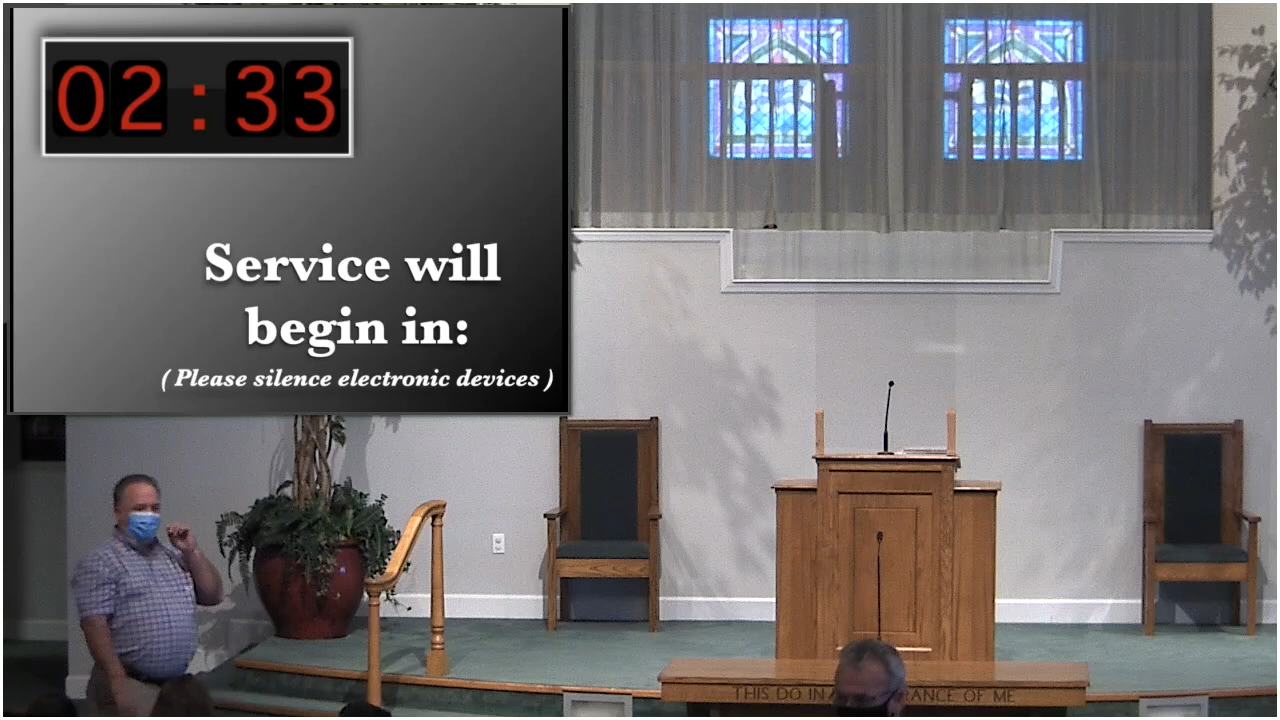 02:33
Service will
begin in:
( Please silence electronic devices )
THIS DO IN RANCE OF ME